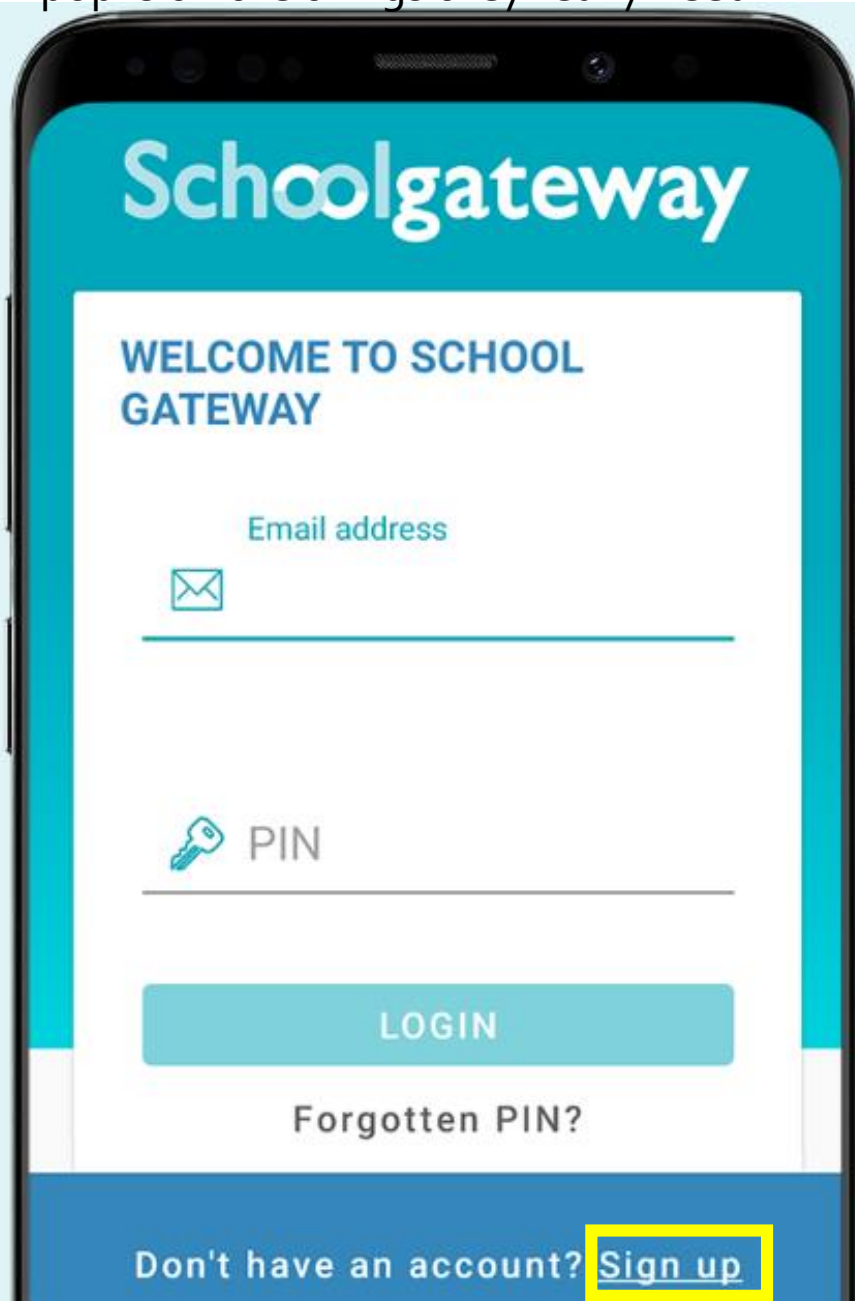 Schoolgateway
WELCOME TO SCHOOL
GATEWAY
Email address
PIN
LOGIN
Forgotten PIN?
Don't have an account? Sign up